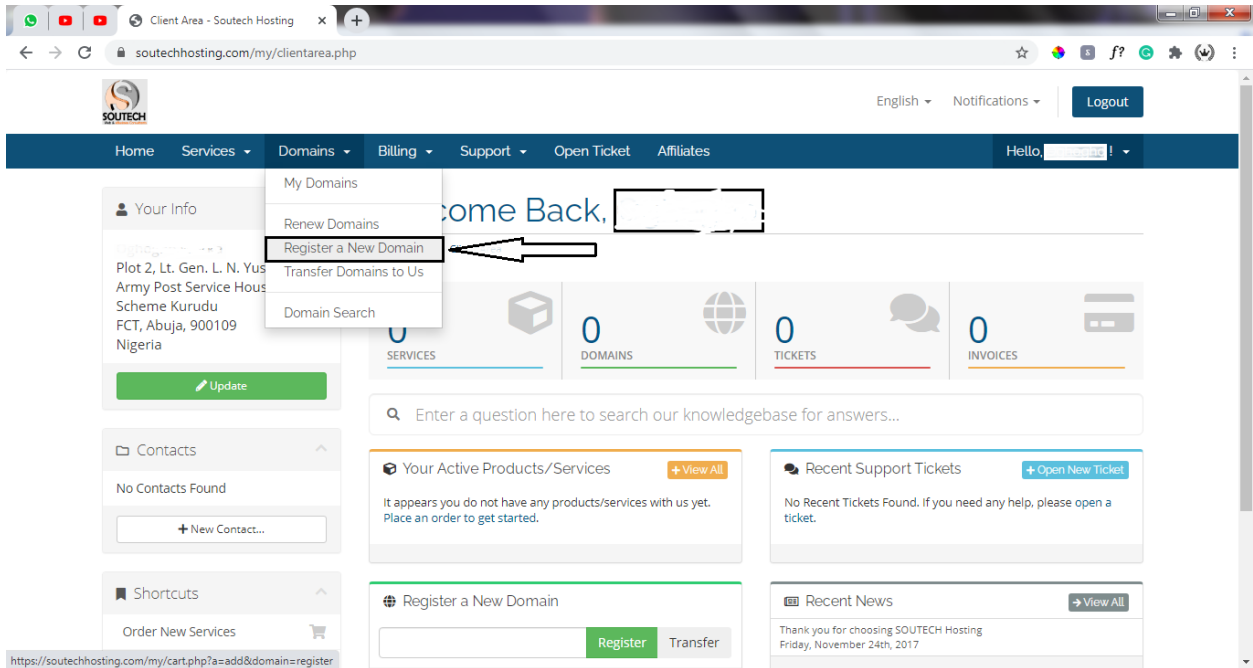 Client Area - Soutech Hosting
soutechhosting.com/my/clientarea.php
SOUTECH
English
Notifications
Logout
Home
Services
Domains
Billing
Support
Open Ticket
Affiliates
Hello, !
My Domains
Renew Domains
Register a New Domain
Transfer Domains to Us
Domain Search
Your Info
Plot 2, Lt. Gen. L. N. Yus
Army Post Service Hous
Scheme Kurudu
FCT, Abuja, 900109
Nigeria
Update
Contacts
No Contacts Found
+ New Contact...
Shortcuts
Order New Services
come Back,
0
SERVICES
0
DOMAINS
0
TICKETS
0
INVOICES
Enter a question here to search our knowledgebase for answers...
Your Active Products/Services
+ View All
It appears you do not have any products/services with us yet.
Place an order to get started.
Recent Support Tickets
+ Open New Ticket
No Recent Tickets Found. If you need any help, please open a
ticket.
Register a New Domain
Register
Transfer
Recent News
View All
Thank you for choosing SOUTECH Hosting
Friday, November 24th, 2017
https://soutechhosting.com/my/cart.php?a=add&domain=register